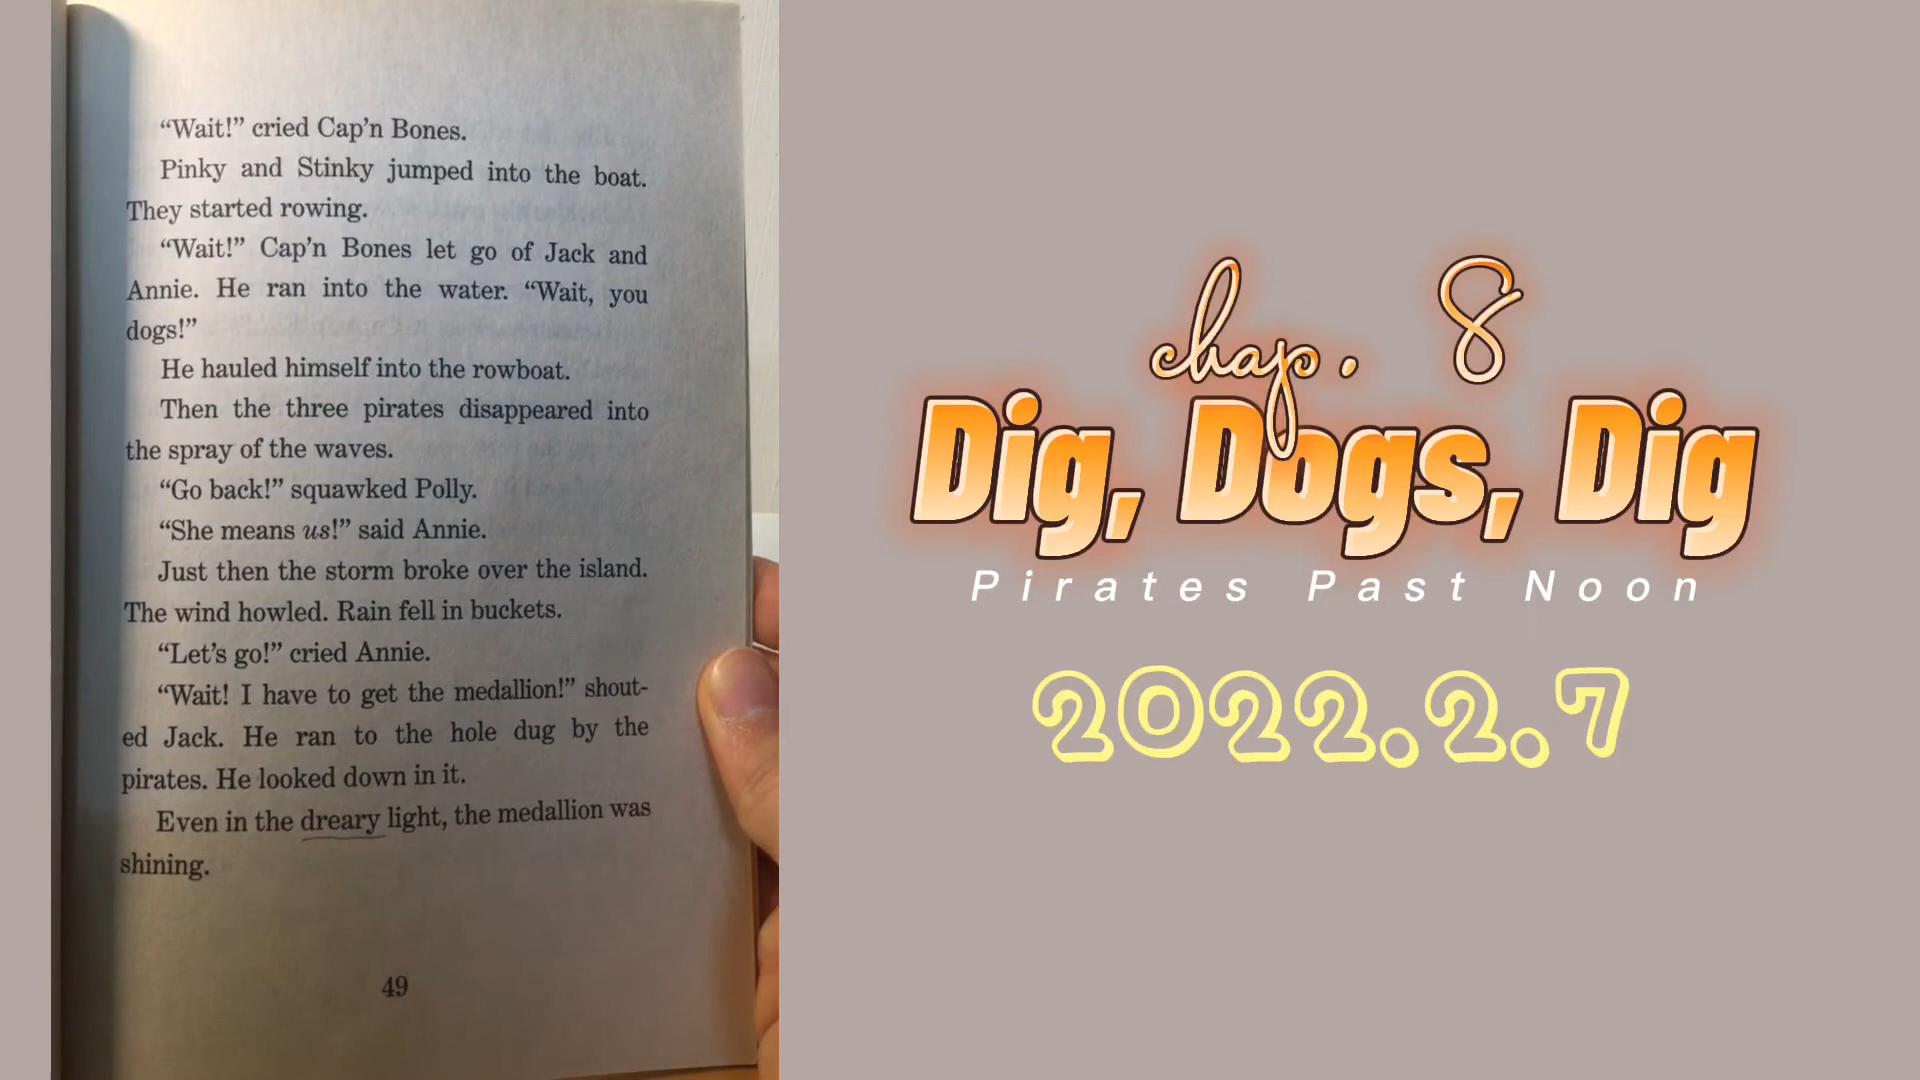 “Wait!” cried Cap’n Bones.
Pinky and Stinky jumped into the boat.
They started rowing.
“Wait!” Cap’n Bones let go of Jack and
Annie. He ran into the water. “Wait, you
dogs!”
He hauled himself into the rowboat.
Then the three pirates disappeared into
the spray of the waves.
“Go back!” squawked Polly.
“She means us!” said Annie.
Just then the storm broke over the island.
The wind howled. Rain fell in buckets.
“Let’s go!” cried Annie.
“Wait! I have to get the medallion!” shout-
ed Jack. He ran to the hole dug by the
pirates. He looked down in it.
Even in the dreary light, the medallion was
shining.
49
chap. 8
Dig, Dogs, Dig
Pirates Past Noon
2022.2.7